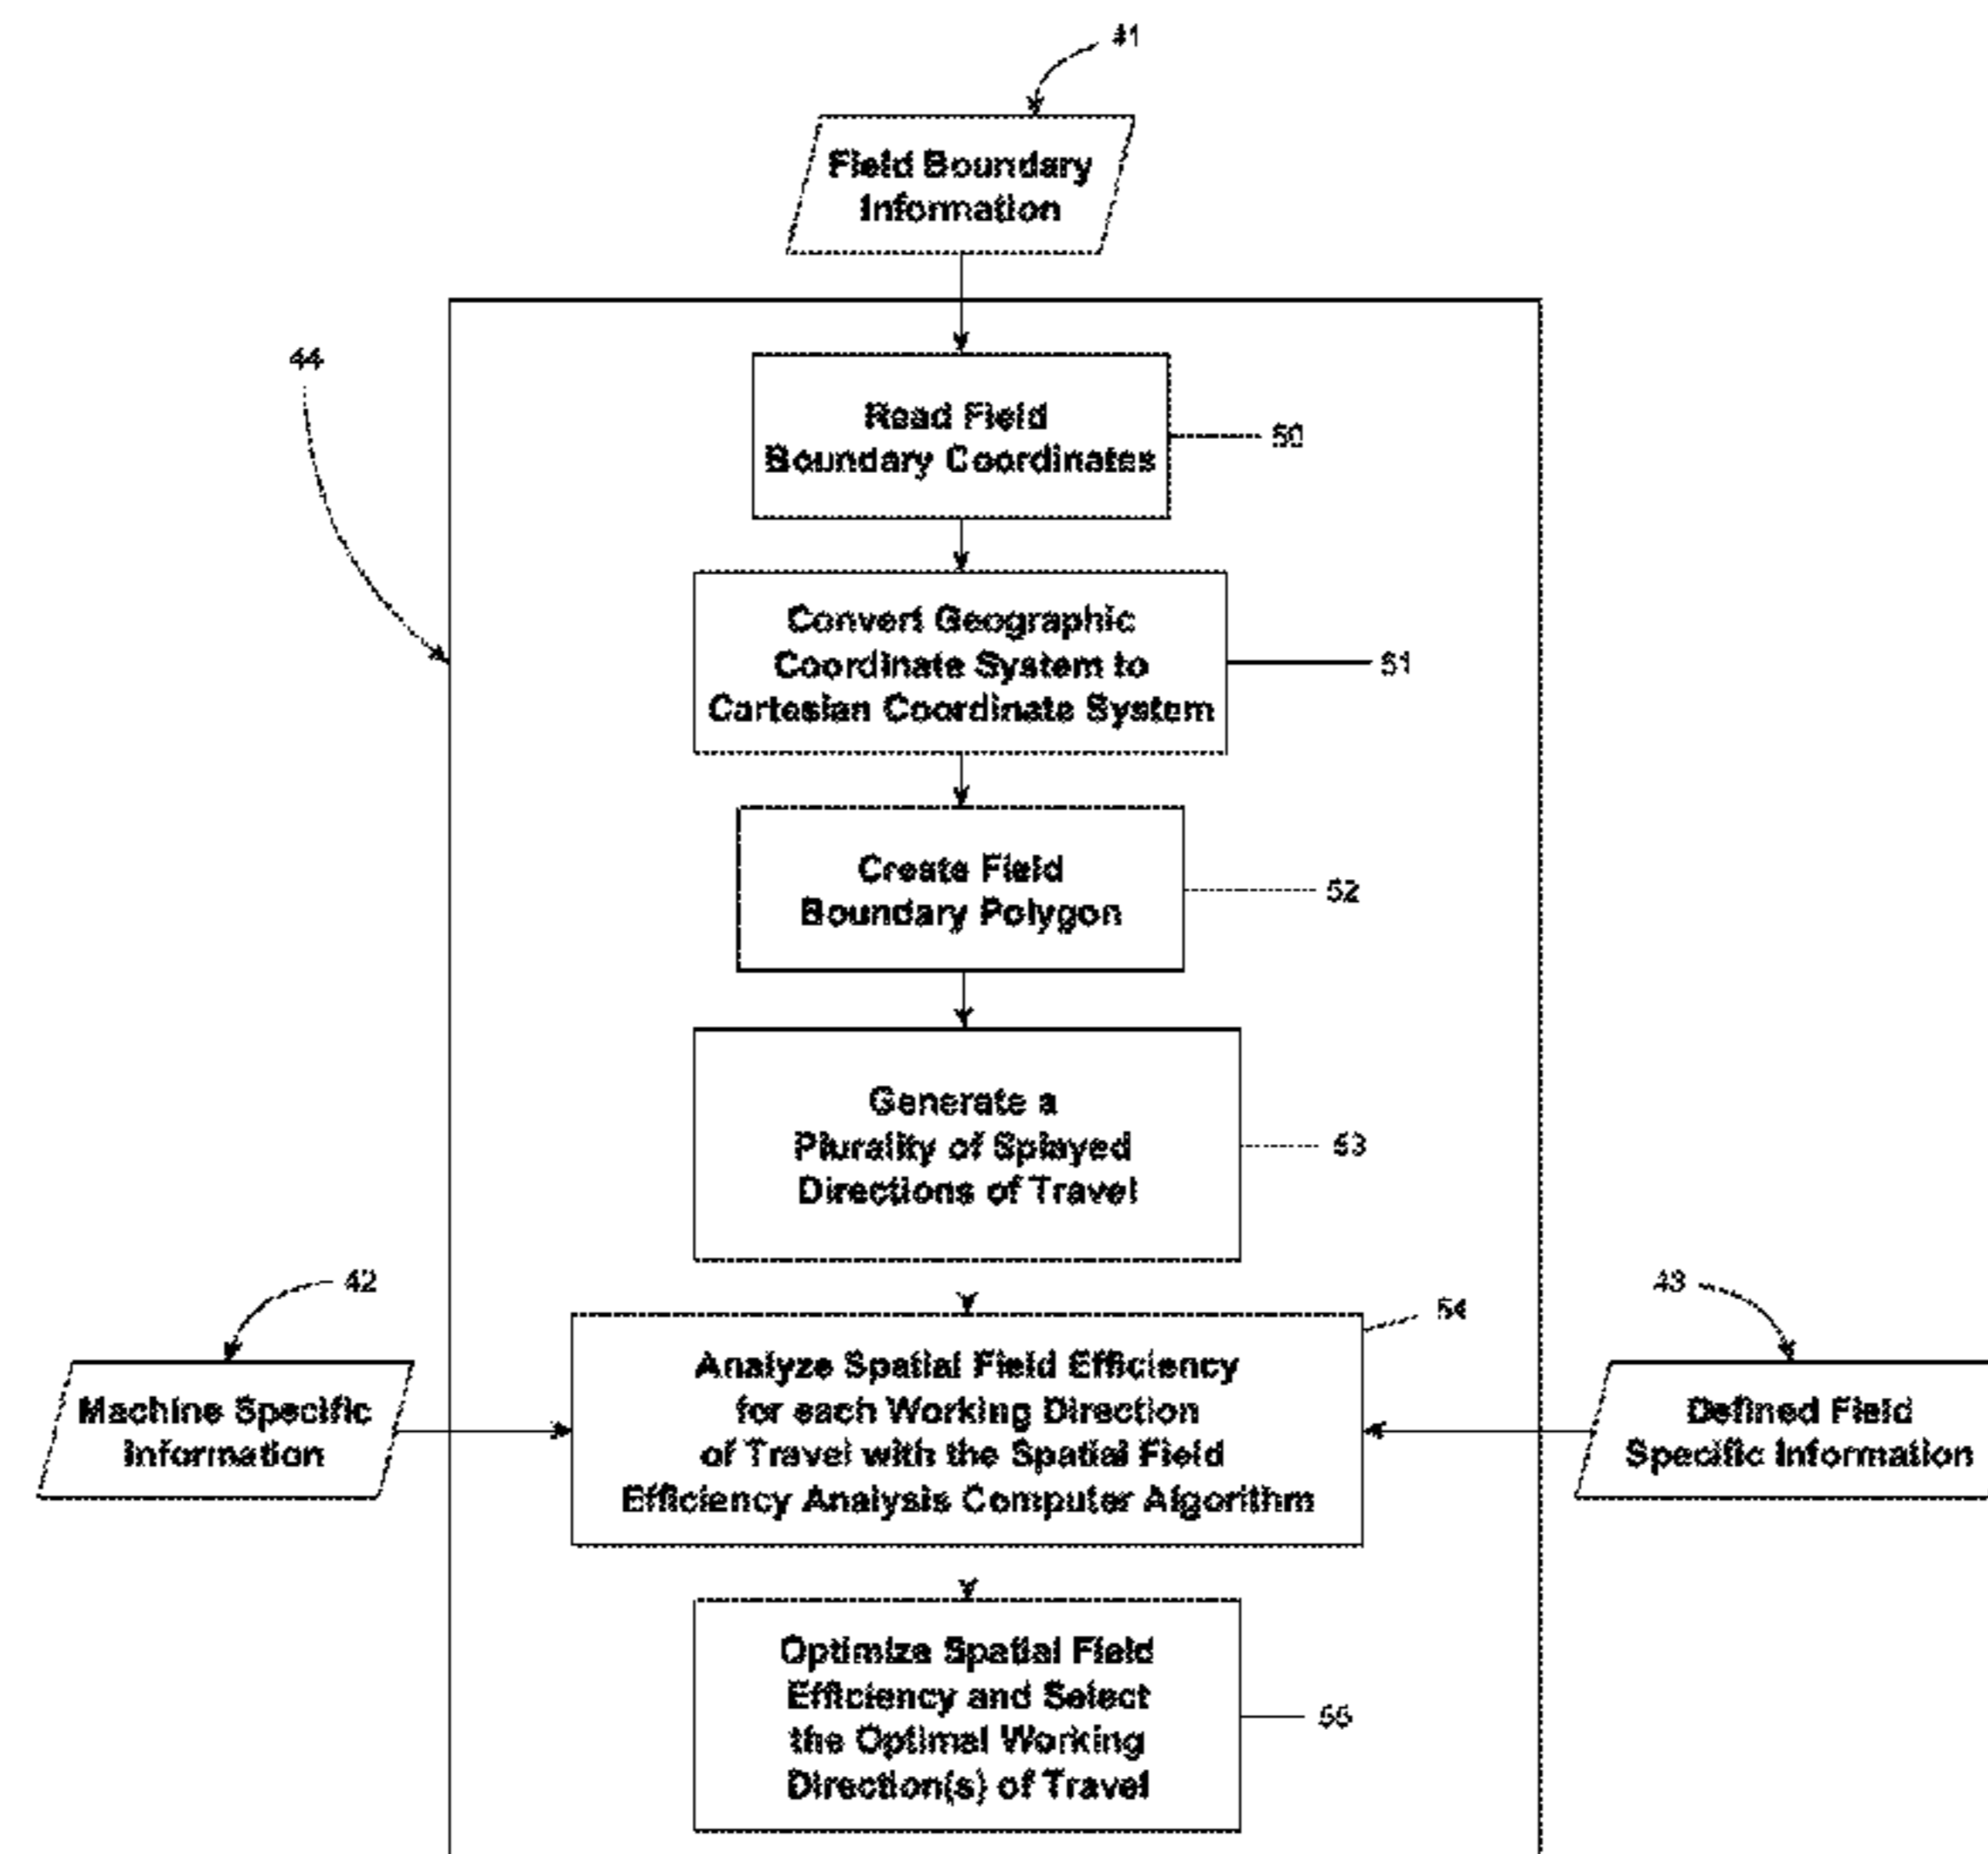 41
Field Boundary
Information
44
Read Field
Boundary Coordinates
50
Convert Geographic
Coordinate System to
Cartesian Coordinate System
51
Create Field
Boundary Polygon
52
Generate a
Plurality of Splayed
Directions of Travel
53
42
43
54
Machine Specific
Information
Analyze Spatial Field Efficiency
for each Working Direction
of Travel with the Spatial Field
Efficiency Analysis Computer Algorithm
Defined Field
Specific Information
Optimize Spatial Field
Efficiency and Select
the Optimal Working
Direction(s) of Travel
55